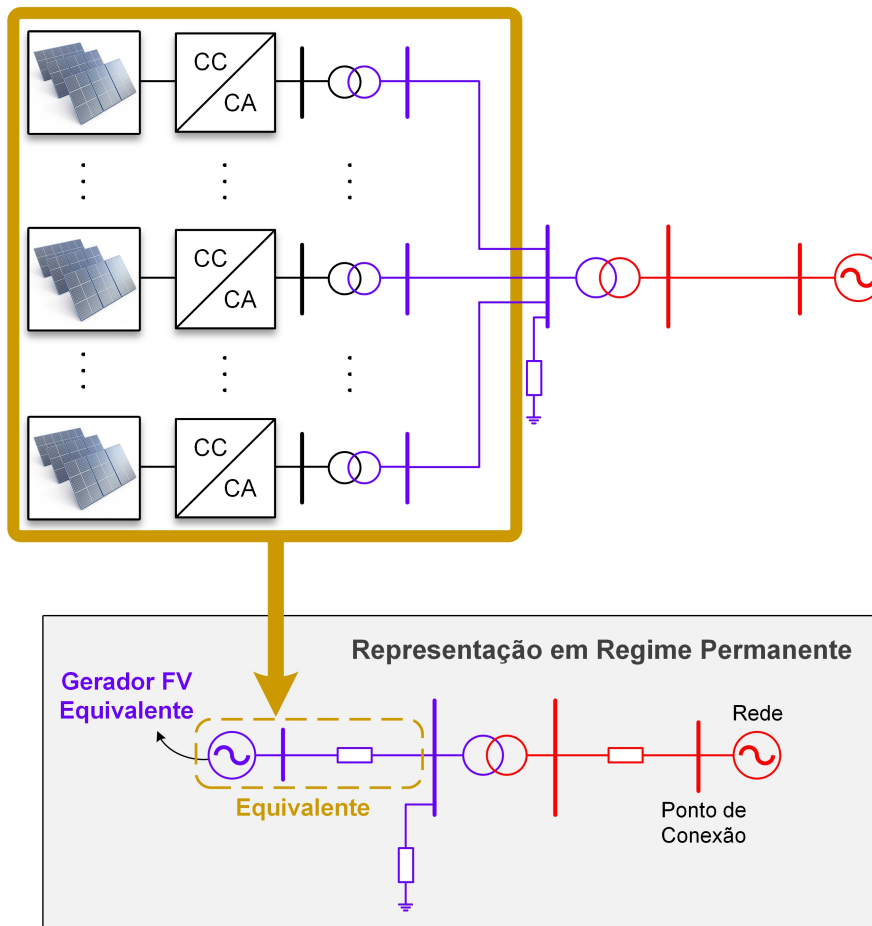 CC
CA
CC
CA
CC
CA
Representação em Regime Permanente
Gerador FV
Equivalente
Rede
Equivalente
Ponto de
Conexão